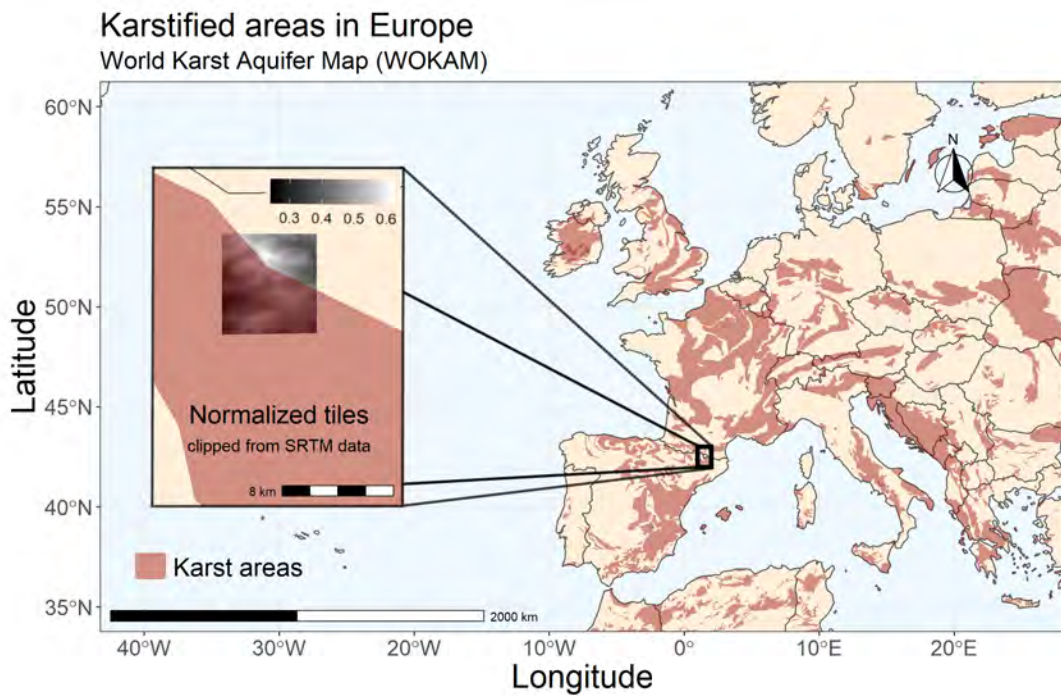 Karstified areas in Europe
World Karst Aquifer Map (WOKAM)
60°N
55°N
50°N
45°N
40°N
35°N
Latitude
0.3 0.4 0.5 0.6
Normalized tiles
clipped from SRTM data
8 km
N
Karst areas
2000 km
40°W 30°W 20°W 10°W 0° 10°E 20°E
Longitude